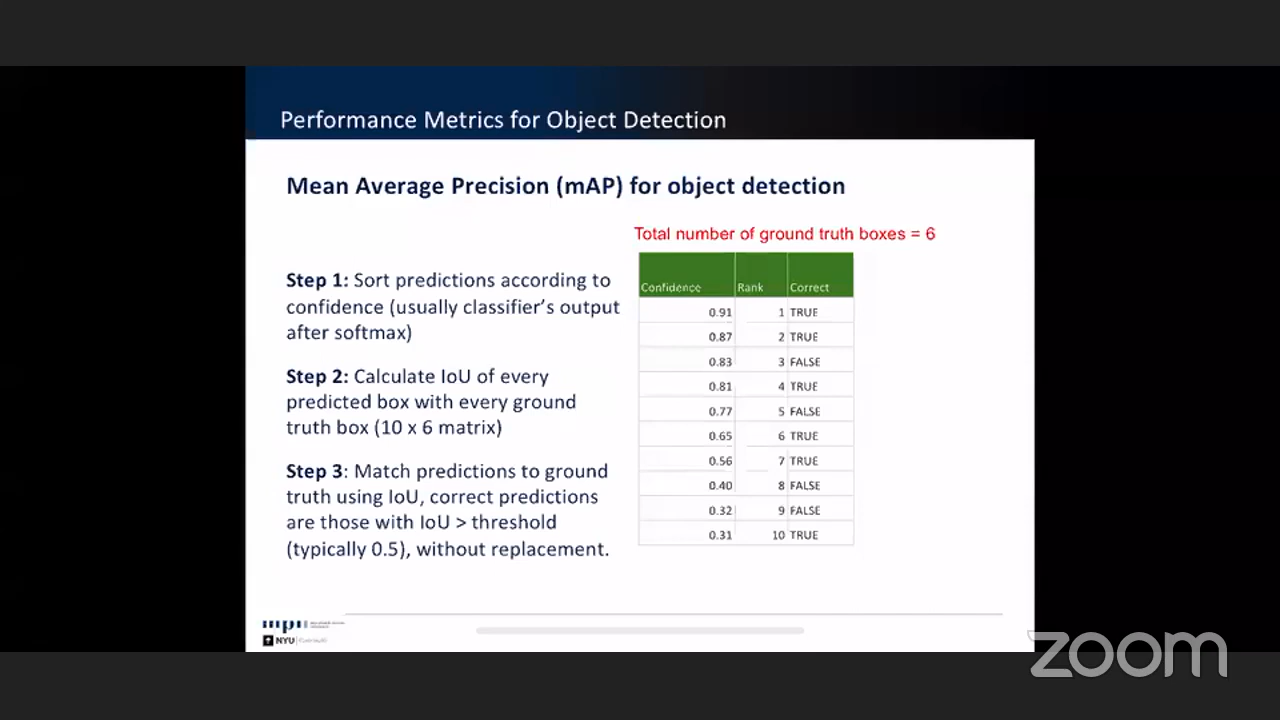 Performance Metrics for Object Detection
Mean Average Precision (mAP) for object detection
Total number of ground truth boxes = 6
Step 1: Sort predictions according to
confidence (usually classifier's output
after softmax)
Step 2: Calculate IoU of every
predicted box with every ground
truth box (10 x 6 matrix)
Step 3: Match predictions to ground
truth using IoU, correct predictions
are those with IoU > threshold
(typically 0.5), without replacement.
Confidence Rank Correct
0.91 1 TRUE
0.87 2 TRUE
0.83 3 FALSE
0.81 4 TRUE
0.77 5 FALSE
0.65 6 TRUE
0.56 7 TRUE
0.40 8 FALSE
0.32 9 FALSE
0.31 10 TRUE
NYU
zoom